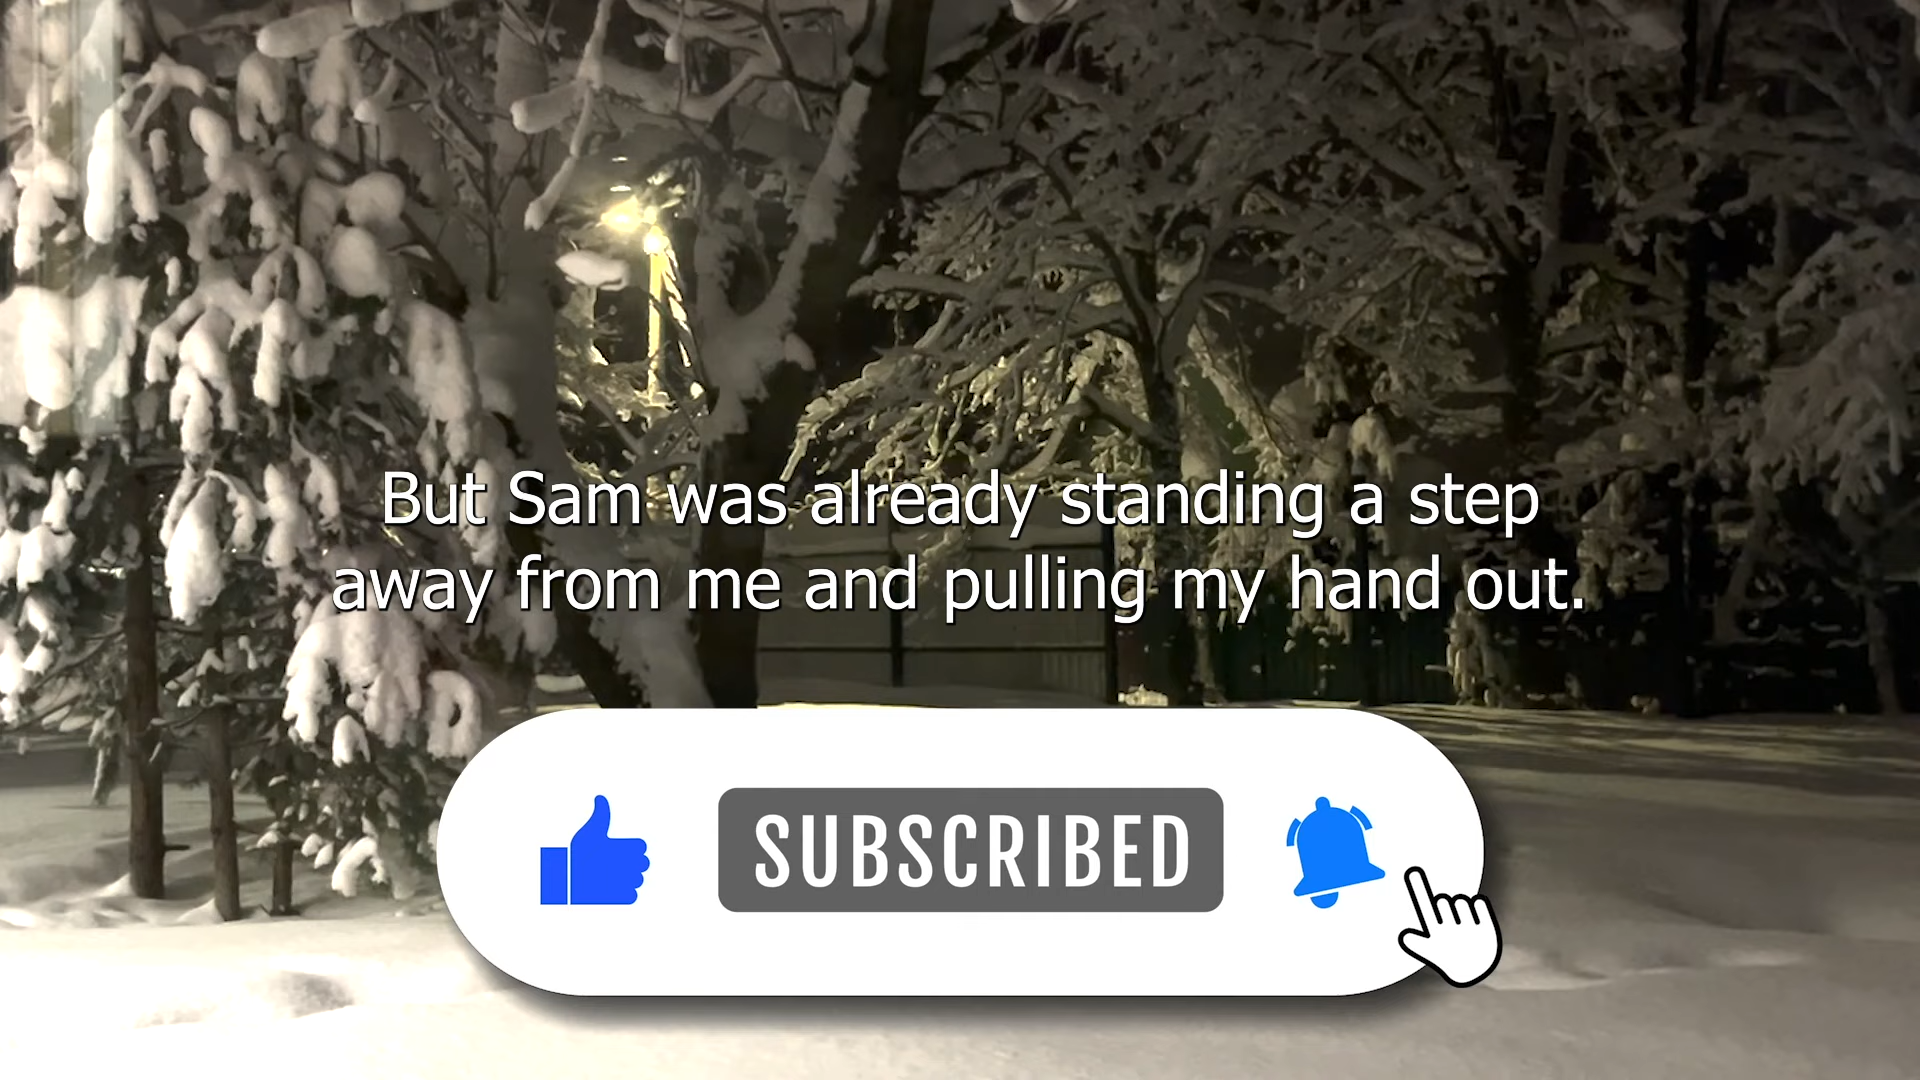 But Sam was already standing a step
away from me and pulling my hand out.
SUBSCRIBED